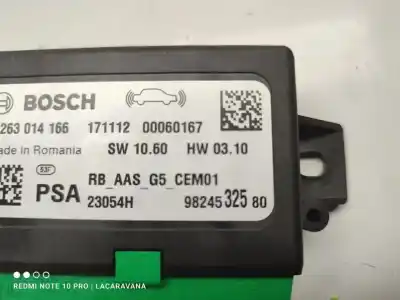 BOSCH
263 014 166 171112 00060167
ade in Romania SW 10.60 HW 03.10
53F
PSA RB_AAS_G5_CEM01
23054H 98245 325 80
REDMI NOTE 10 PRO | LACARAVANA